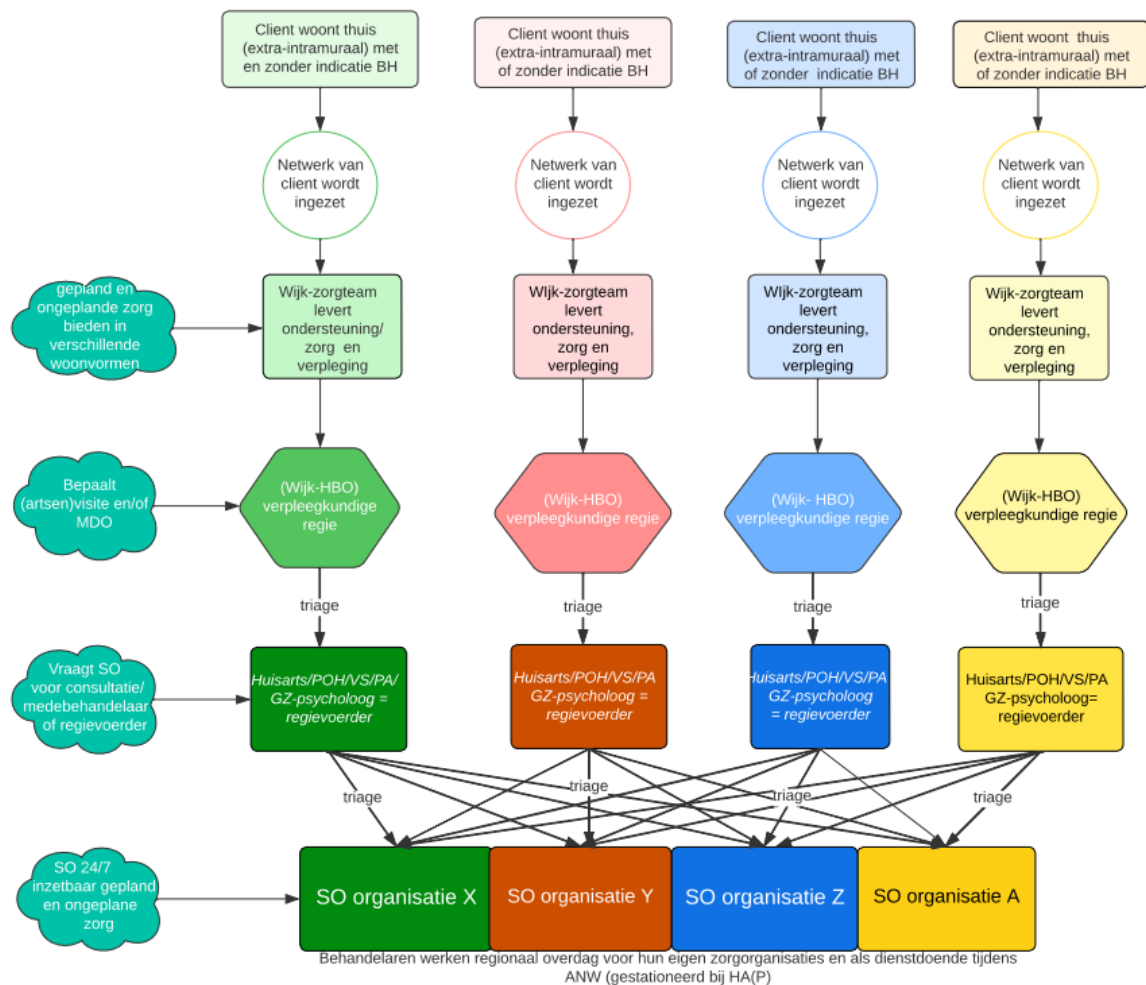 Client woont thuis
(extra-intramuraal) met
en zonder indicatie BH
Client woont thuis
(extra-intramuraal) met
of zonder indicatie BH
Client woont thuis
(extra-intramuraal) met
of zonder  indicatie BH
Client woont  thuis
(extra-intramuraal) met
of zonder indicatie BH
Netwerk van
client wordt
ingezet
Netwerk van
client wordt
ingezet
Netwerk van
client wordt
ingezet
Netwerk van
client wordt
ingezet
gepland en
ongeplande zorg
bieden in
verschillende
woonvormen
Wijk-zorgteam
levert
ondersteuning/
zorg  en
verpleging
WIjk-zorgteam
levert
ondersteuning,
zorg en
verpleging
WIjk-zorgteam
levert
ondersteuning,
zorg en
verpleging
Wijk-zorgteam
levert
ondersteuning,
zorg en
verpleging
Bepaalt
(artsen)visite en/of
MDO
(Wijk-HBO)
verpleegkundige
regie
(Wijk-HBO)
verpleegkundige regie
(Wijk- HBO)
verpleegkundige regie
(Wijk-HBO)
verpleegkundige regie
triage
triage
triage
triage
Vraagt SO
voor consultatie/
medebehandelaar
of regievoerder
Huisarts/POH/VS/PA/
GZ-psycholoog =
regievoerder
Huisarts/POH/VS/PA
GZ-psycholoog =
regievoerder
Huisarts/POH/VS/PA
GZ-psycholoog
= regievoerder
Huisarts/POH/VS/PA
GZ-psycholoog=
regievoerder
triage
triage
triage
triage
SO 24/7
inzetbaar gepland
en ongeplane
zorg
SO organisatie X
SO organisatie Y
SO organisatie Z
SO organisatie A
Behandelaren werken regionaal overdag voor hun eigen zorgorganisaties en als dienstdoende tijdens
ANW (gestationeerd bij HA(P)